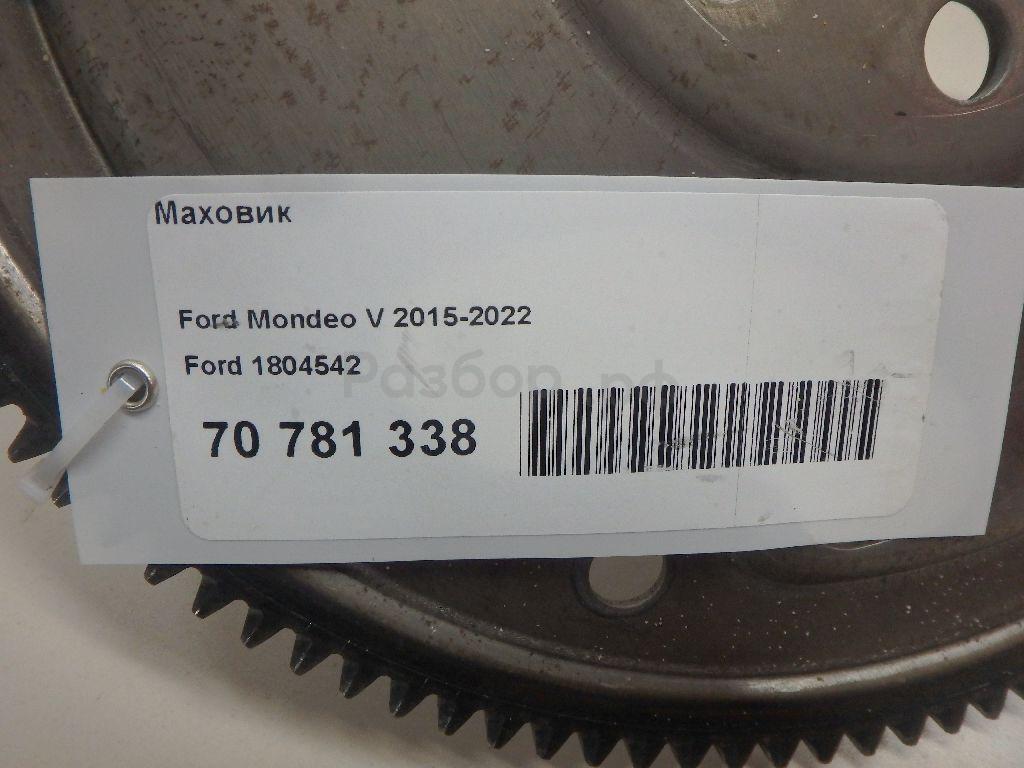 Маховик
Ford Mondeo V 2015-2022
Ford 1804542
Разбор.рф
70 781 338